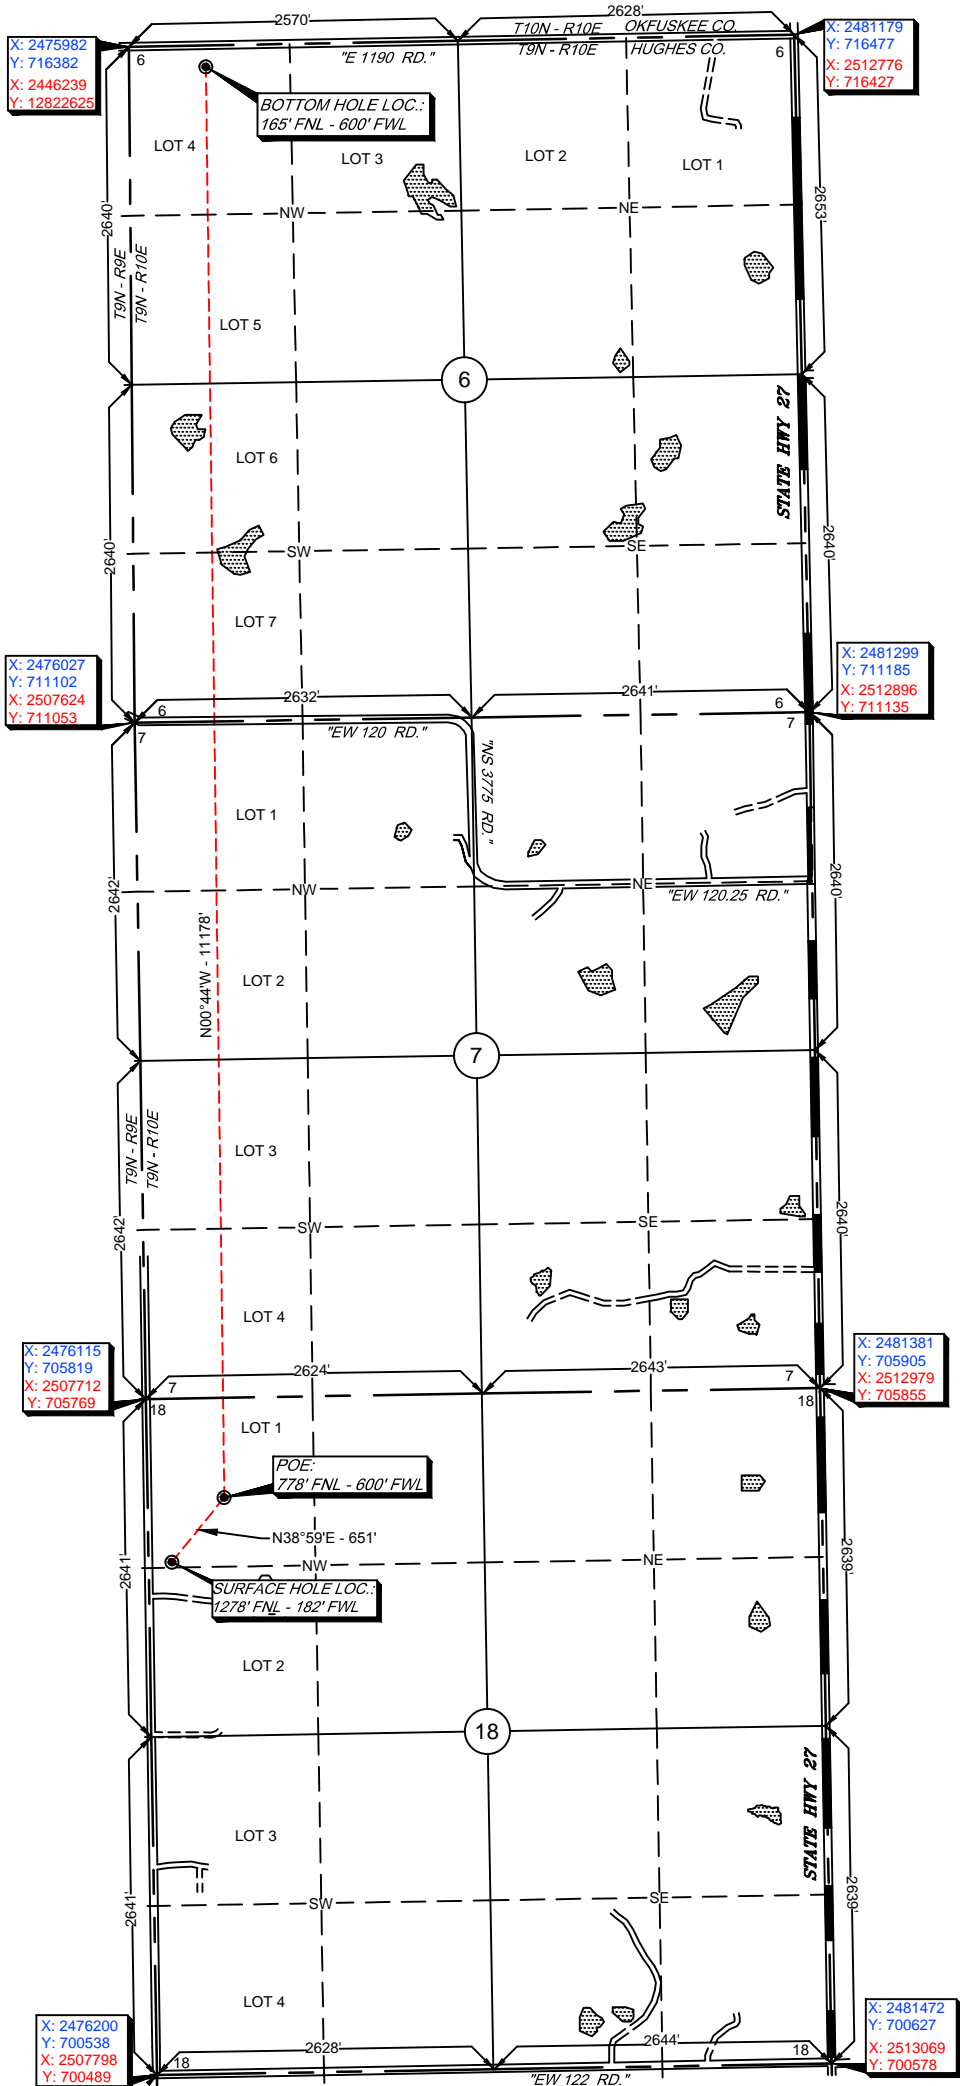 2570'
2628'
T10N - R10E OKFUSKEE CO.
T9N - R10E HUGHES CO.
"E 1190 RD."
X: 2475982
Y: 716382
X: 2446239
Y: 12822625
X: 2481179
Y: 716477
X: 2512776
Y: 716427
6
6
BOTTOM HOLE LOC.:
165' FNL - 600' FWL
LOT 4
LOT 3
LOT 2
LOT 1
2640'
2653'
NW
NE
T9N - R9E
T9N - R10E
LOT 5
6
STATE HWY 27
LOT 6
2640'
2640'
SW
SE
LOT 7
X: 2476027
Y: 711102
X: 2507624
Y: 711053
X: 2481299
Y: 711185
X: 2512896
Y: 711135
2632'
2641'
6
7
6
7
"EW 120 RD."
"NS 3775 RD."
LOT 1
2642'
2640'
NW
NE
"EW 120.25 RD."
N00°44'W - 11178'
LOT 2
7
T9N - R9E
T9N - R10E
LOT 3
2642'
2640'
SW
SE
LOT 4
X: 2476115
Y: 705819
X: 2507712
Y: 705769
X: 2481381
Y: 705905
X: 2512979
Y: 705855
2624'
2643'
7
18
7
18
LOT 1
POE:
778' FNL - 600' FWL
N38°59'E - 651'
2641'
2639'
NW
NE
SURFACE HOLE LOC.:
1278' FNL - 182' FWL
LOT 2
18
STATE HWY 27
LOT 3
2641'
2639'
SW
SE
LOT 4
X: 2476200
Y: 700538
X: 2507798
Y: 700489
X: 2481472
Y: 700627
X: 2513069
Y: 700578
18
2628'
2644'
18
"EW 122 RD."